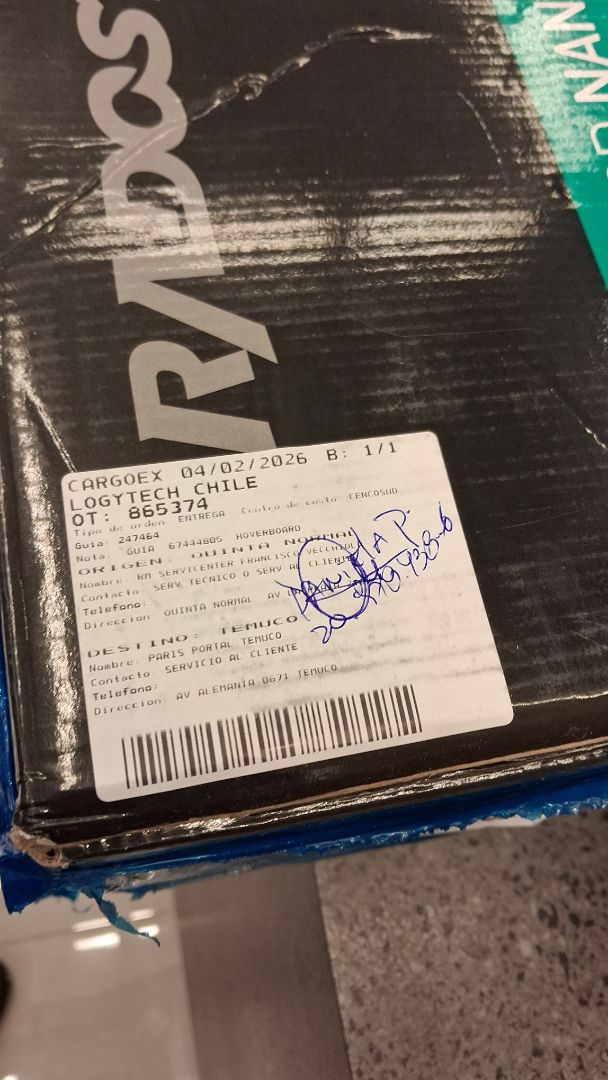 CARGOEX 04/02/2026 B: 1/1
LOGYTECH CHILE
OT: 865374
Tipo de orden: ENTREGA Centro de costo: CENCOSUD
Guia: 247464
Nota: GUIA 67444805 HOVERBOARD
ORIGEN: QUINTA NORMAL
Nombre: RM SERVICENTER FRANCISCO VECCHIOLA
Contacto: SERV TECNICO O SERV AL CLIENTE
Telefono:
Direccion: QUINTA NORMAL AV
DESTINO: TEMUCO
Nombre: PARIS PORTAL TEMUCO
Contacto: SERVICIO AL CLIENTE
Telefono:
Direccion: AV ALEMANIA 0671 TEMUCO